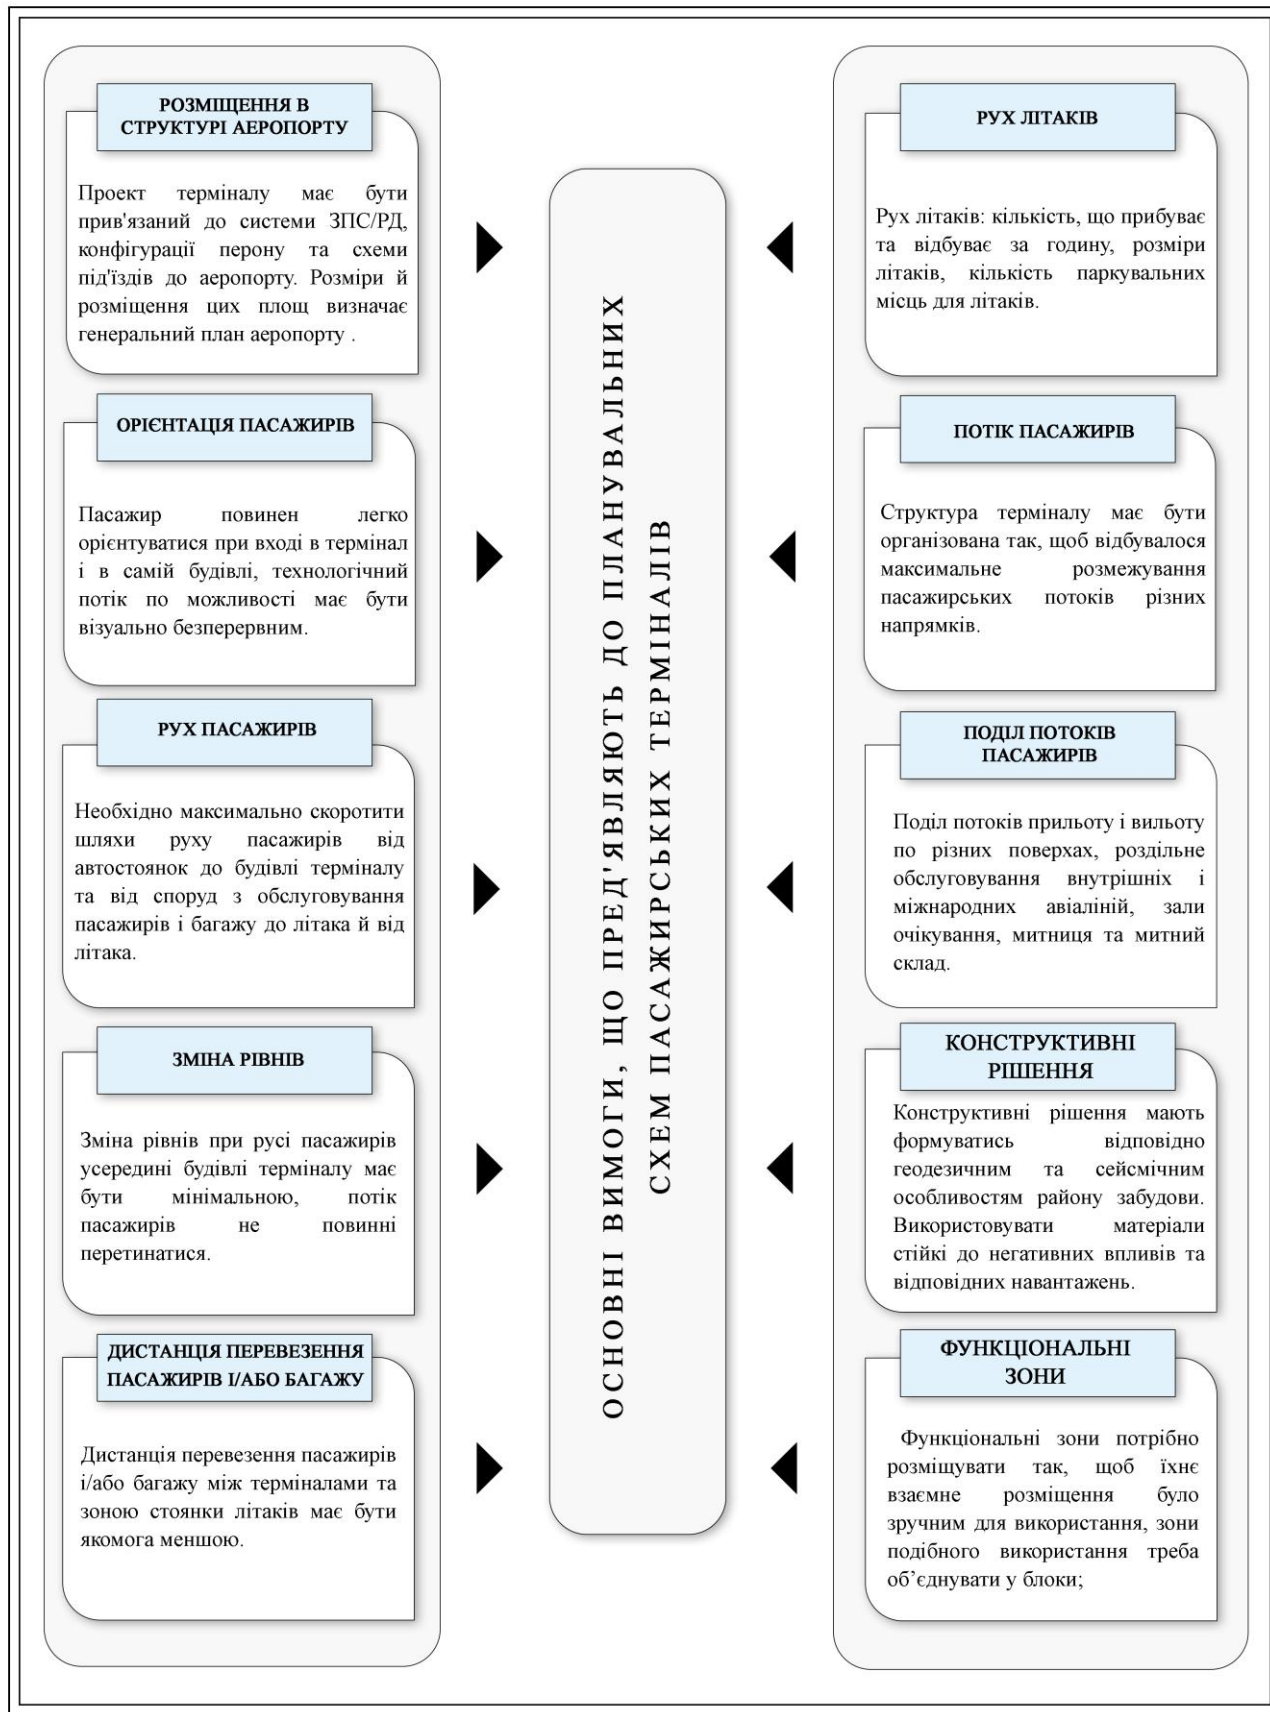 РОЗМІЩЕННЯ В
СТРУКТУРІ АЕРОПОРТУ
Проект терміналу має бути
прив'язаний до системи ЗПС/РД,
конфігурації перону та схеми
під'їздів до аеропорту. Розміри й
розміщення цих площ визначає
генеральний план аеропорту .
ОРІЄНТАЦІЯ ПАСАЖИРІВ
Пасажир повинен легко
орієнтуватися при вході в термінал
і в самій будівлі, технологічний
потік по можливості має бути
візуально безперервним.
РУХ ПАСАЖИРІВ
Необхідно максимально скоротити
шляхи руху пасажирів від
автостоянок до будівлі терміналу
та від споруд з обслуговування
пасажирів і багажу до літака й від
літака.
ЗМІНА РІВНІВ
Зміна рівнів при русі пасажирів
усередині будівлі терміналу має
бути мінімальною, потік
пасажирів не повинні
перетинатися.
ДИСТАНЦІЯ ПЕРЕВЕЗЕННЯ
ПАСАЖИРІВ І/АБО БАГАЖУ
Дистанція перевезення пасажирів
і/або багажу між терміналами та
зоною стоянки літаків має бути
якомога меншою.
ОСНОВНІ ВИМОГИ, ЩО ПРЕД'ЯВЛЯЮТЬ ДО ПЛАНУВАЛЬНИХ
СХЕМ ПАСАЖИРСЬКИХ ТЕРМІНАЛІВ
РУХ ЛІТАКІВ
Рух літаків: кількість, що прибуває
та відбуває за годину, розміри
літаків, кількість паркувальних
місць для літаків.
ПОТІК ПАСАЖИРІВ
Структура терміналу має бути
організована так, щоб відбувалося
максимальне розмежування
пасажирських потоків різних
напрямків.
ПОДІЛ ПОТОКІВ
ПАСАЖИРІВ
Поділ потоків прильоту і вильоту
по різних поверхах, роздільне
обслуговування внутрішніх і
міжнародних авіаліній, зали
очікування, митниця та митний
склад.
КОНСТРУКТИВНІ
РІШЕННЯ
Конструктивні рішення мають
формуватись відповідно
геодезичним та сейсмічним
особливостям району забудови.
Використовувати матеріали
стійкі до негативних впливів та
відповідних навантажень.
ФУНКЦІОНАЛЬНІ
ЗОНИ
Функціональні зони потрібно
розміщувати так, щоб їхнє
взаємне розміщення було
зручним для використання, зони
подібного використання треба
об’єднувати у блоки;